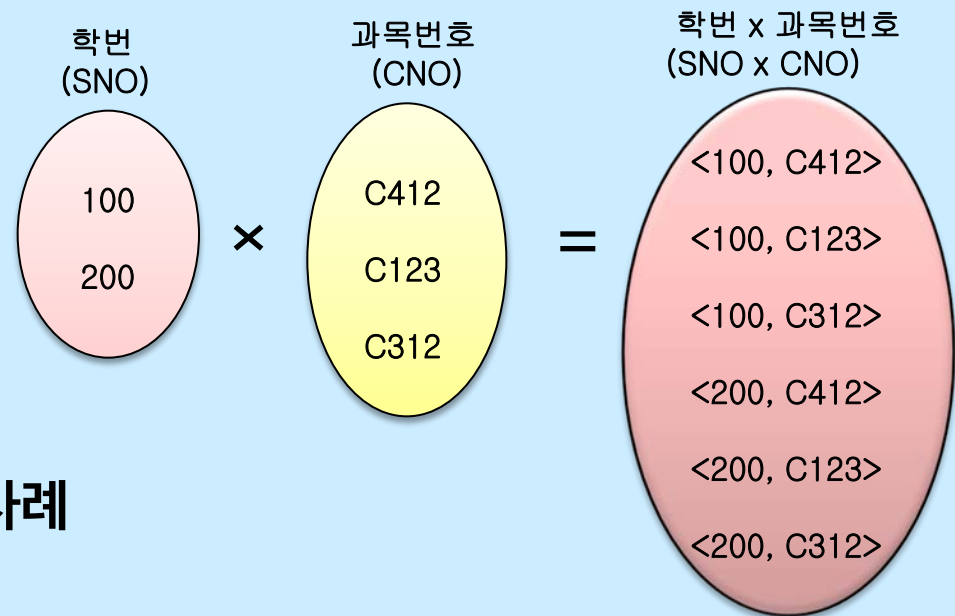 학번
(SNO)
과목번호
(CNO)
학번 x 과목번호
(SNO x CNO)
100
200
×
C412
C123
C312
=
<100, C412>
<100, C123>
<100, C312>
<200, C412>
<200, C123>
<200, C312>
례